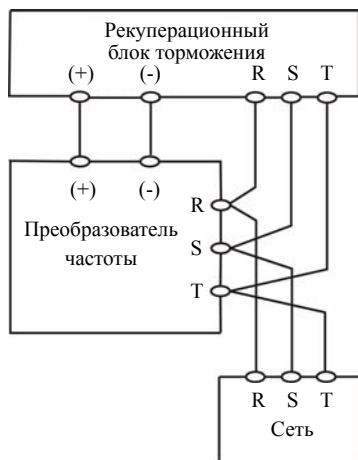 Рекуперационный
блок торможения
(+) (-) R S T
(+) (-)
R
Преобразователь
частоты
S
T
R S T
Сеть